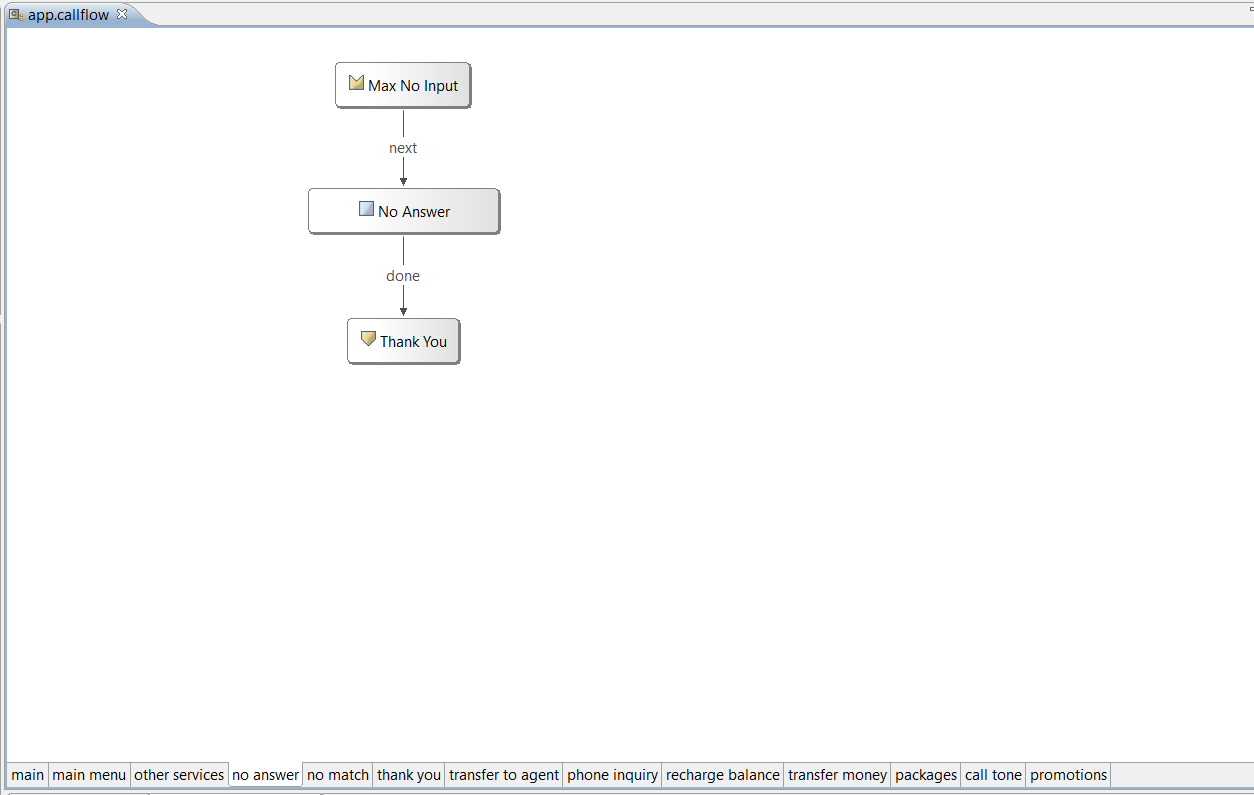 app.callflow
Max No Input
next
No Answer
done
Thank You
main main menu other services no answer no match thank you transfer to agent phone inquiry recharge balance transfer money packages call tone promotions